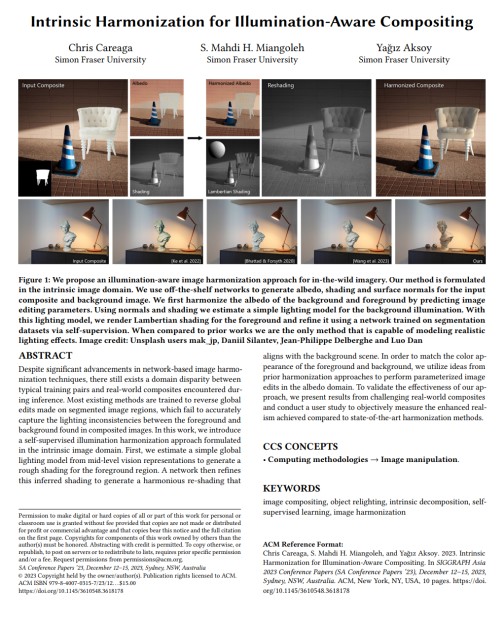 Intrinsic Harmonization for Illumination-Aware Compositing
Chris Careaga
Simon Fraser University
S. Mahdi H. Miangoleh
Simon Fraser University
Yağız Aksoy
Simon Fraser University
Input Composite
Albedo
Shading
Harmonized Albedo
Lambertian Shading
Reshading
Harmonized Composite
Input Composite
[Ke et al. 2022]
[Bhattad & Forsyth 2020]
[Wang et al. 2023]
Ours
Figure 1: We propose an illumination-aware image harmonization approach for in-the-wild imagery. Our method is formulated
in the intrinsic image domain. We use off-the-shelf networks to generate albedo, shading and surface normals for the input
composite and background image. We first harmonize the albedo of the background and foreground by predicting image
editing parameters. Using normals and shading we estimate a simple lighting model for the background illumination. With
this lighting model, we render Lambertian shading for the foreground and refine it using a network trained on segmentation
datasets via self-supervision. When compared to prior works we are the only method that is capable of modeling realistic
lighting effects. Image credit: Unsplash users mak_jp, Daniil Silantev, Jean-Philippe Delberghe and Luo Dan
ABSTRACT
Despite significant advancements in network-based image harmo-
nization techniques, there still exists a domain disparity between
typical training pairs and real-world composites encountered dur-
ing inference. Most existing methods are trained to reverse global
edits made on segmented image regions, which fail to accurately
capture the lighting inconsistencies between the foreground and
background found in composited images. In this work, we introduce
a self-supervised illumination harmonization approach formulated
in the intrinsic image domain. First, we estimate a simple global
lighting model from mid-level vision representations to generate a
rough shading for the foreground region. A network then refines
this inferred shading to generate a harmonious re-shading that
Permission to make digital or hard copies of all or part of this work for personal or
classroom use is granted without fee provided that copies are not made or distributed
for profit or commercial advantage and that copies bear this notice and the full citation
on the first page. Copyrights for components of this work owned by others than the
author(s) must be honored. Abstracting with credit is permitted. To copy otherwise, or
republish, to post on servers or to redistribute to lists, requires prior specific permission
and/or a fee. Request permissions from permissions@acm.org.
SA Conference Papers '23, December 12–15, 2023, Sydney, NSW, Australia
© 2023 Copyright held by the owner/author(s). Publication rights licensed to ACM.
ACM ISBN 979-8-4007-0315-7/23/12...$15.00
https://doi.org/10.1145/3610548.3618178
aligns with the background scene. In order to match the color ap-
pearance of the foreground and background, we utilize ideas from
prior harmonization approaches to perform parameterized image
edits in the albedo domain. To validate the effectiveness of our ap-
proach, we present results from challenging real-world composites
and conduct a user study to objectively measure the enhanced real-
ism achieved compared to state-of-the-art harmonization methods.
CCS CONCEPTS
• Computing methodologies → Image manipulation.
KEYWORDS
image compositing, object relighting, intrinsic decomposition, self-
supervised learning, image harmonization
ACM Reference Format:
Chris Careaga, S. Mahdi H. Miangoleh, and Yağız Aksoy. 2023. Intrinsic
Harmonization for Illumination-Aware Compositing. In SIGGRAPH Asia
2023 Conference Papers (SA Conference Papers '23), December 12–15, 2023,
Sydney, NSW, Australia. ACM, New York, NY, USA, 10 pages. https://doi.
org/10.1145/3610548.3618178